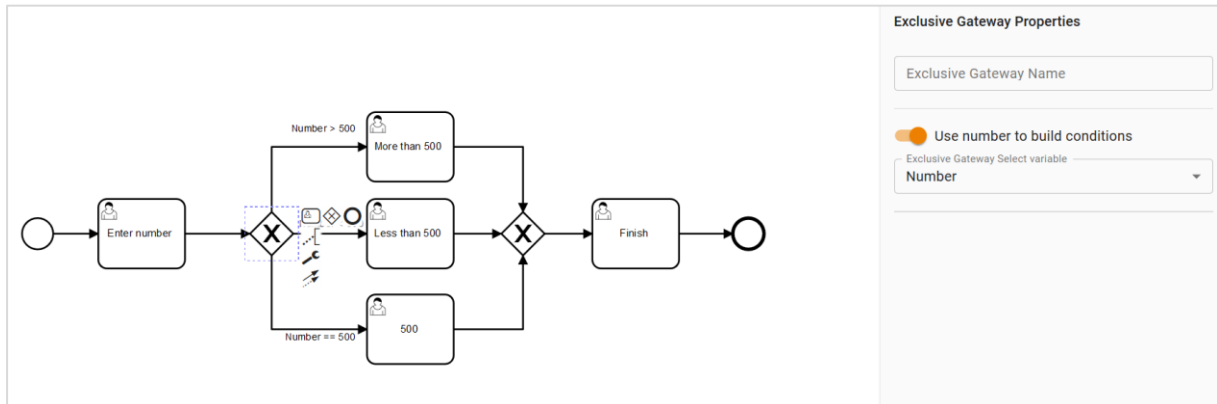 Exclusive Gateway Properties
Exclusive Gateway Name
Use number to build conditions
Exclusive Gateway Select variable
Number
Number > 500
More than 500
Enter number
X
Less than 500
X
Finish
Number == 500
500